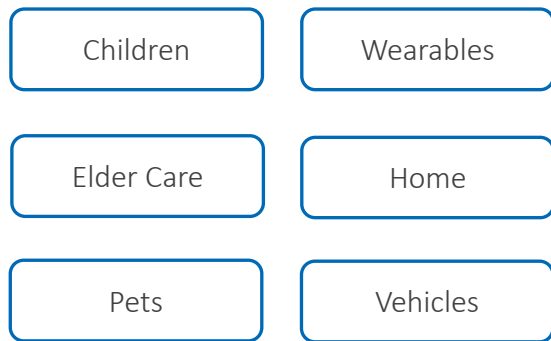 Children
Wearables
Elder Care
Home
Pets
Vehicles